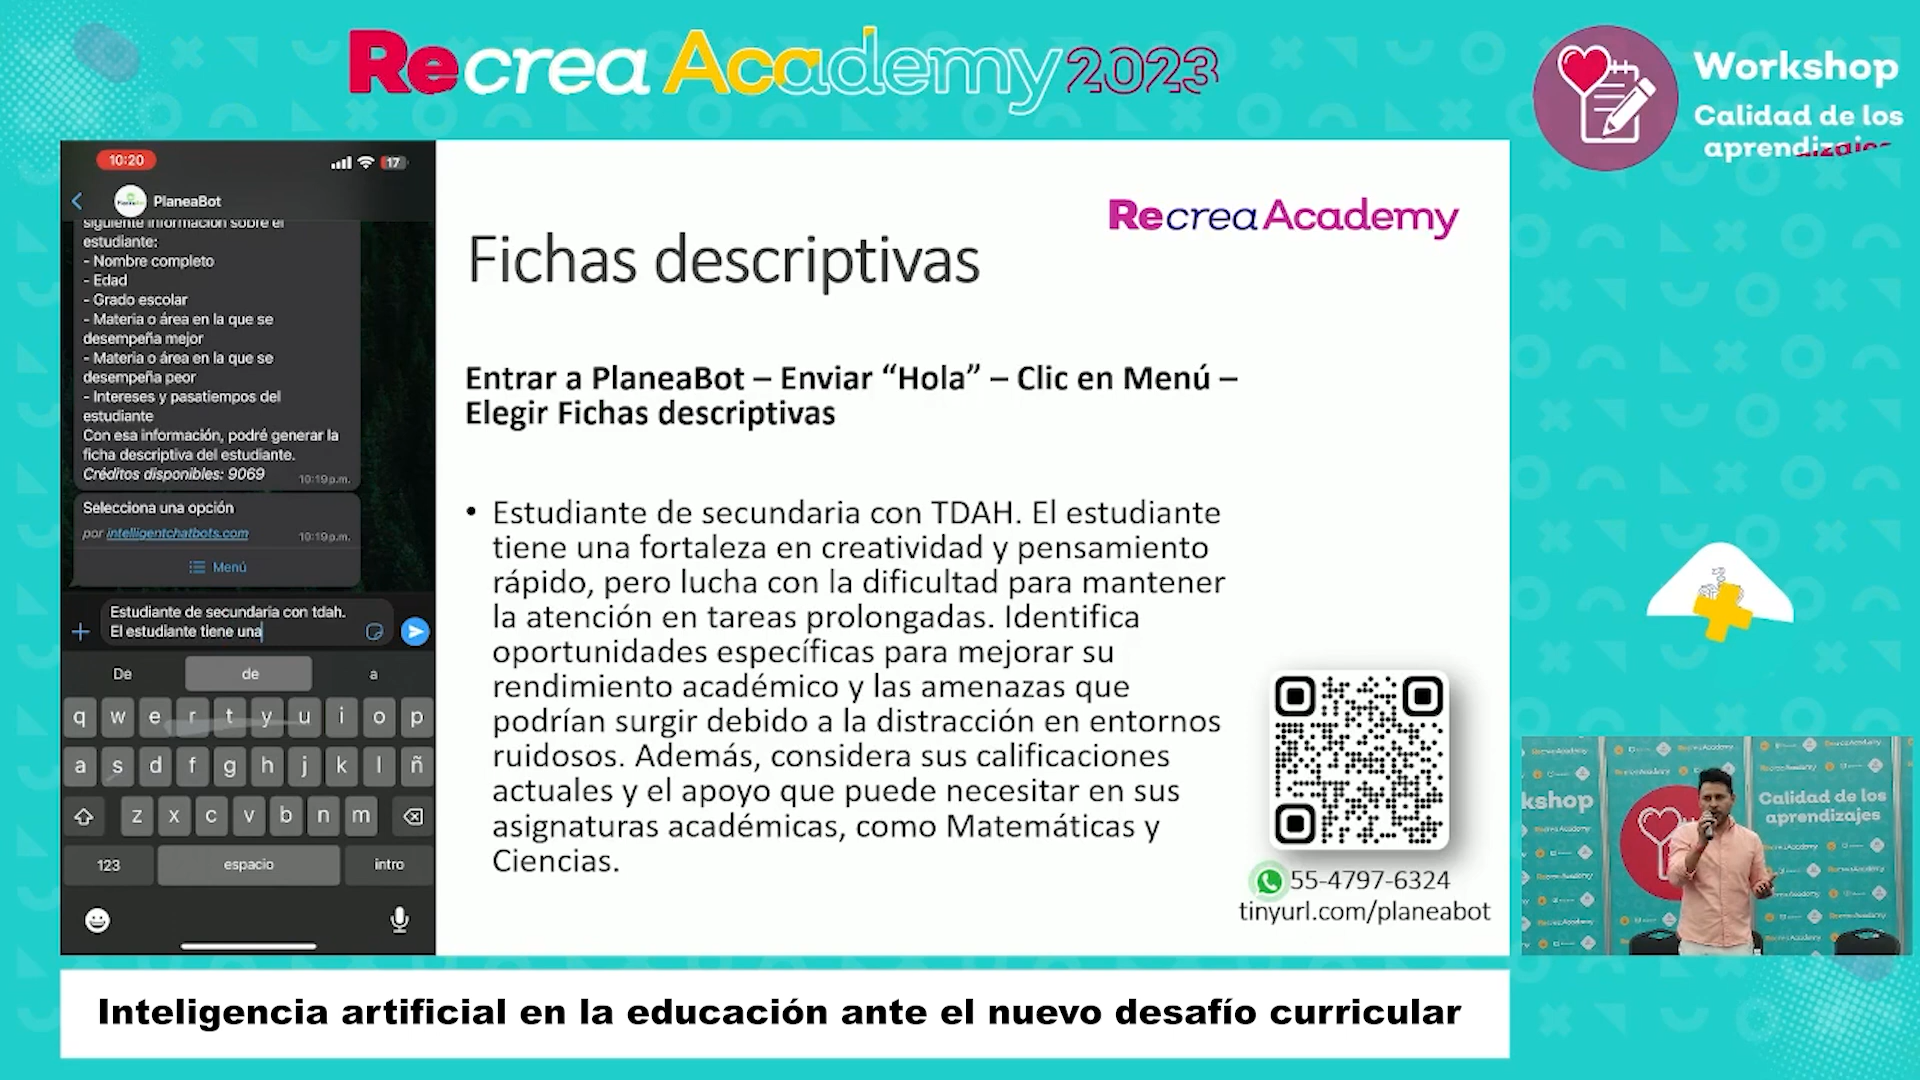 Recrea Academy 2023
Workshop
Calidad de los
aprendizajes
10:20
17
PlaneaBot
siguiente información sobre el
estudiante:
- Nombre completo
- Edad
- Grado escolar
- Materia o área en la que se
desempeña mejor
- Materia o área en la que se
desempeña peor
- Intereses y pasatiempos del
estudiante
Con esa información, podré generar la
ficha descriptiva del estudiante.
Créditos disponibles: 9069
10:19 p.m.
Selecciona una opción
por intelligentchatbots.com
10:19 p.m.
Menú
Estudiante de secundaria con tdah.
El estudiante tiene una
De de a
q w e r t y u i o p
a s d f g h j k l ñ
z x c v b n m
123 espacio intro
RecreaAcademy
Fichas descriptivas
Entrar a PlaneaBot – Enviar “Hola” – Clic en Menú –
Elegir Fichas descriptivas
• Estudiante de secundaria con TDAH. El estudiante
tiene una fortaleza en creatividad y pensamiento
rápido, pero lucha con la dificultad para mantener
la atención en tareas prolongadas. Identifica
oportunidades específicas para mejorar su
rendimiento académico y las amenazas que
podrían surgir debido a la distracción en entornos
ruidosos. Además, considera sus calificaciones
actuales y el apoyo que puede necesitar en sus
asignaturas académicas, como Matemáticas y
Ciencias.
55-4797-6324
tinyurl.com/planeabot
kshop
Calidad de los
aprendizajes
Inteligencia artificial en la educación ante el nuevo desafío curricular